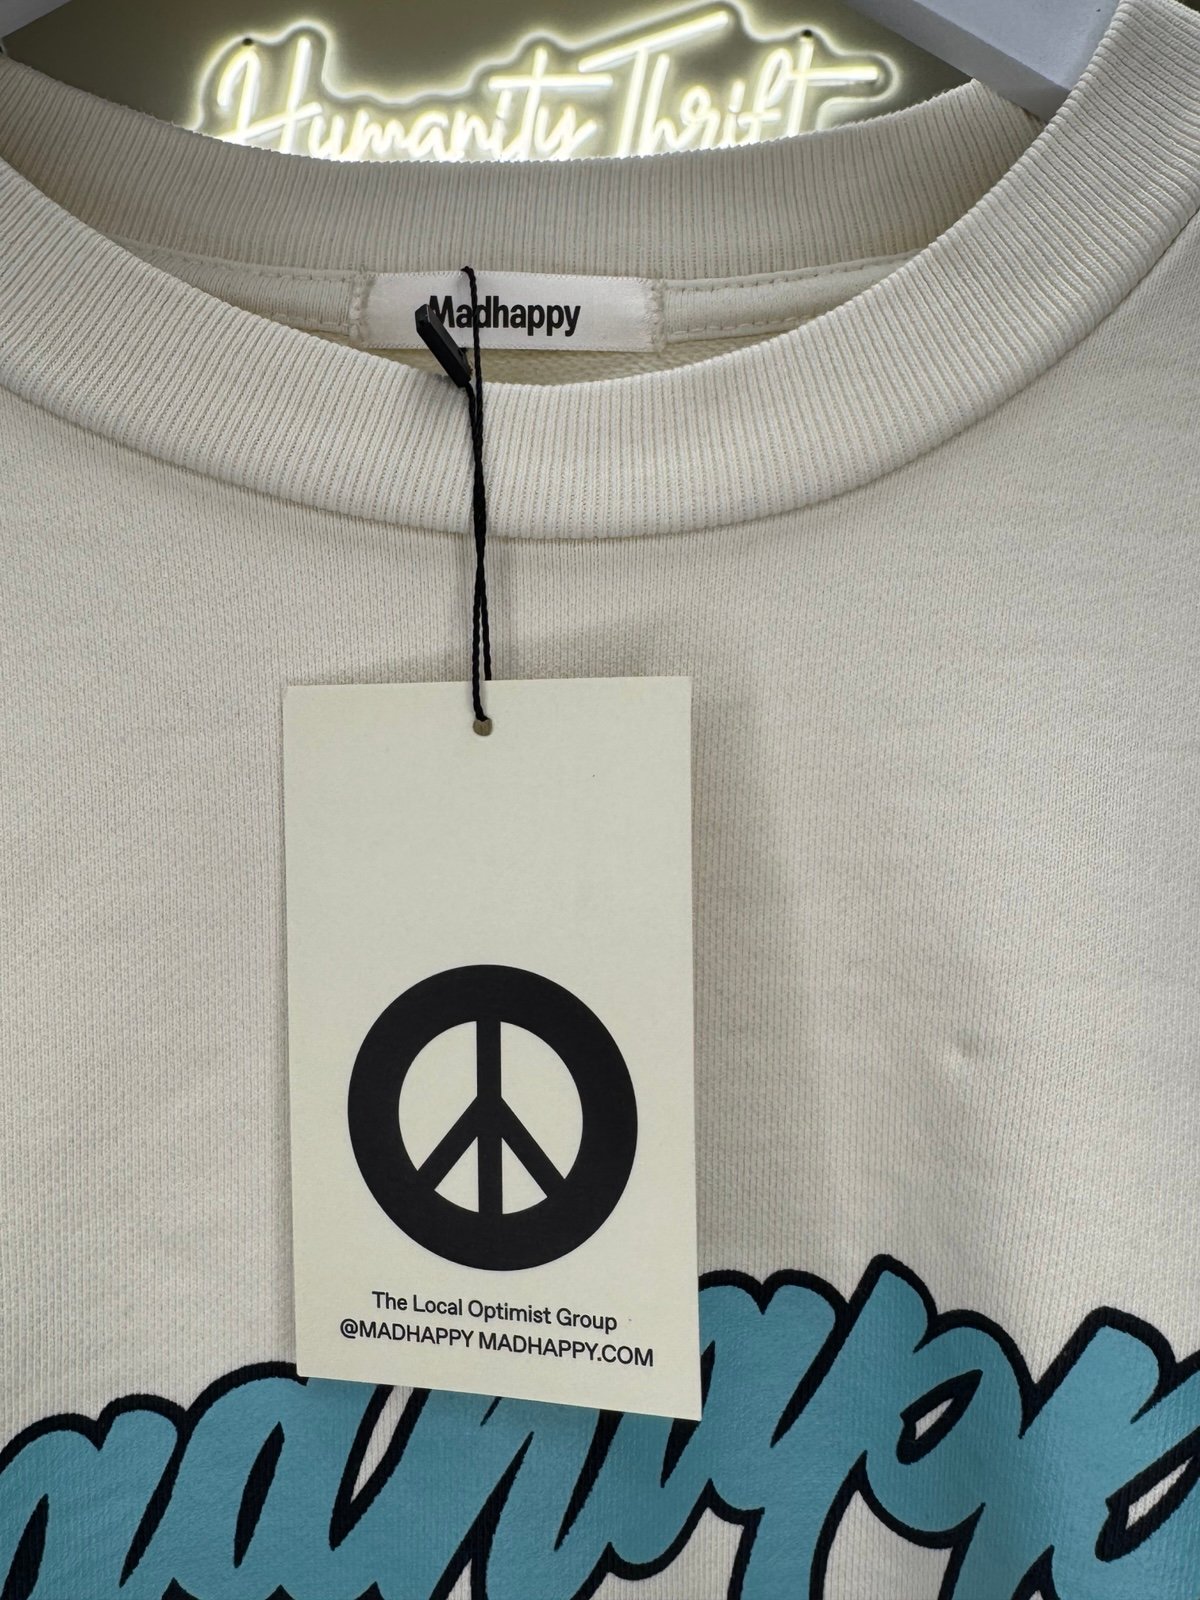 Humanity Thrift
Madhappy
The Local Optimist Group
@MADHAPPY MADHAPPY.COM